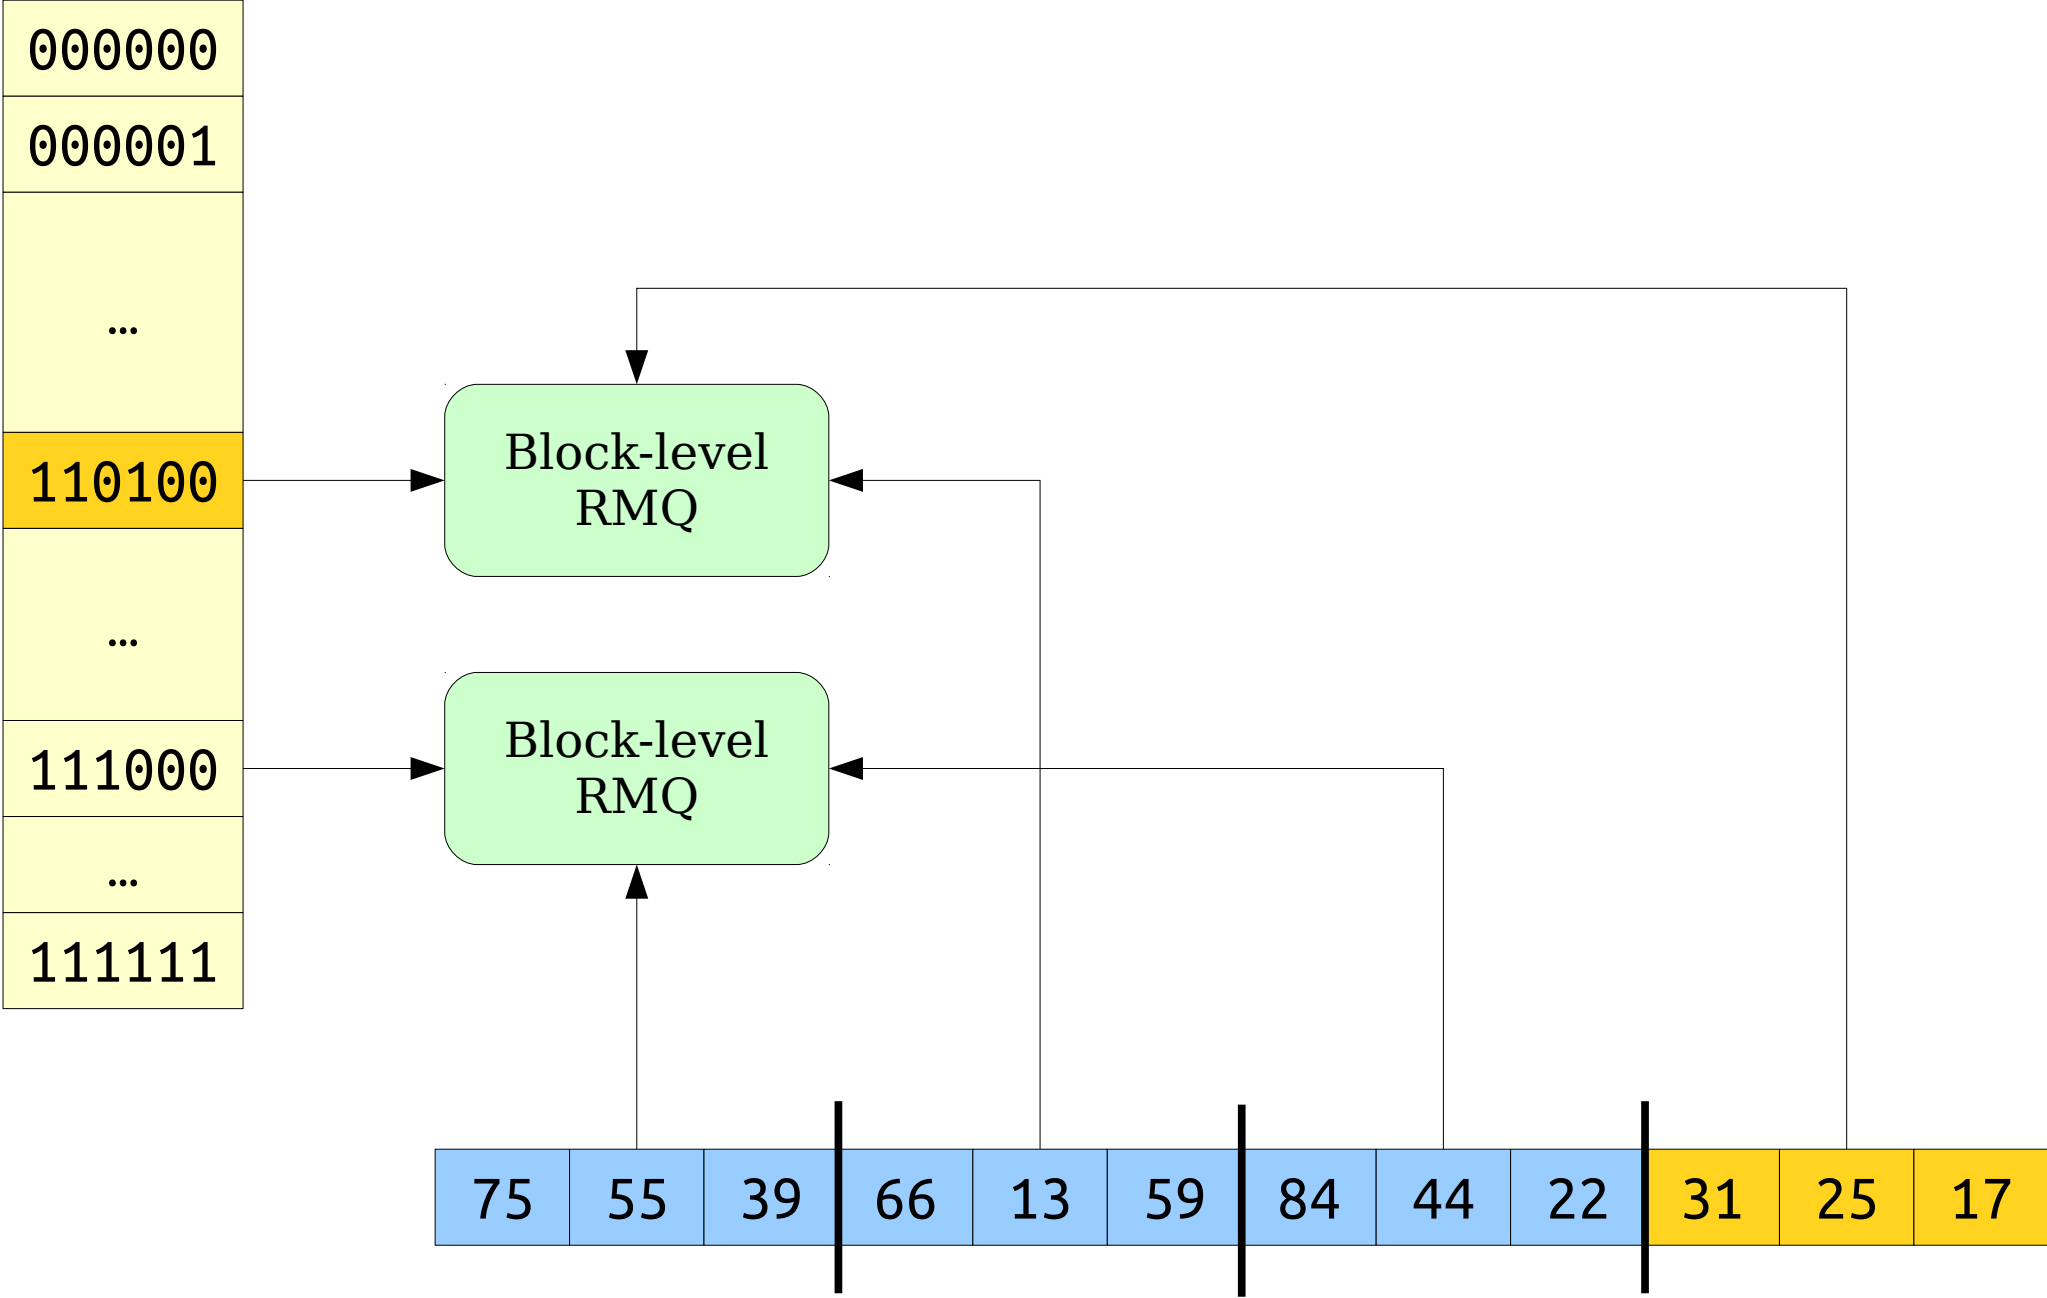 000000
000001
…
110100
…
111000
…
111111
Block-level
RMQ
Block-level
RMQ
75 55 39 66 13 59 84 44 22 31 25 17